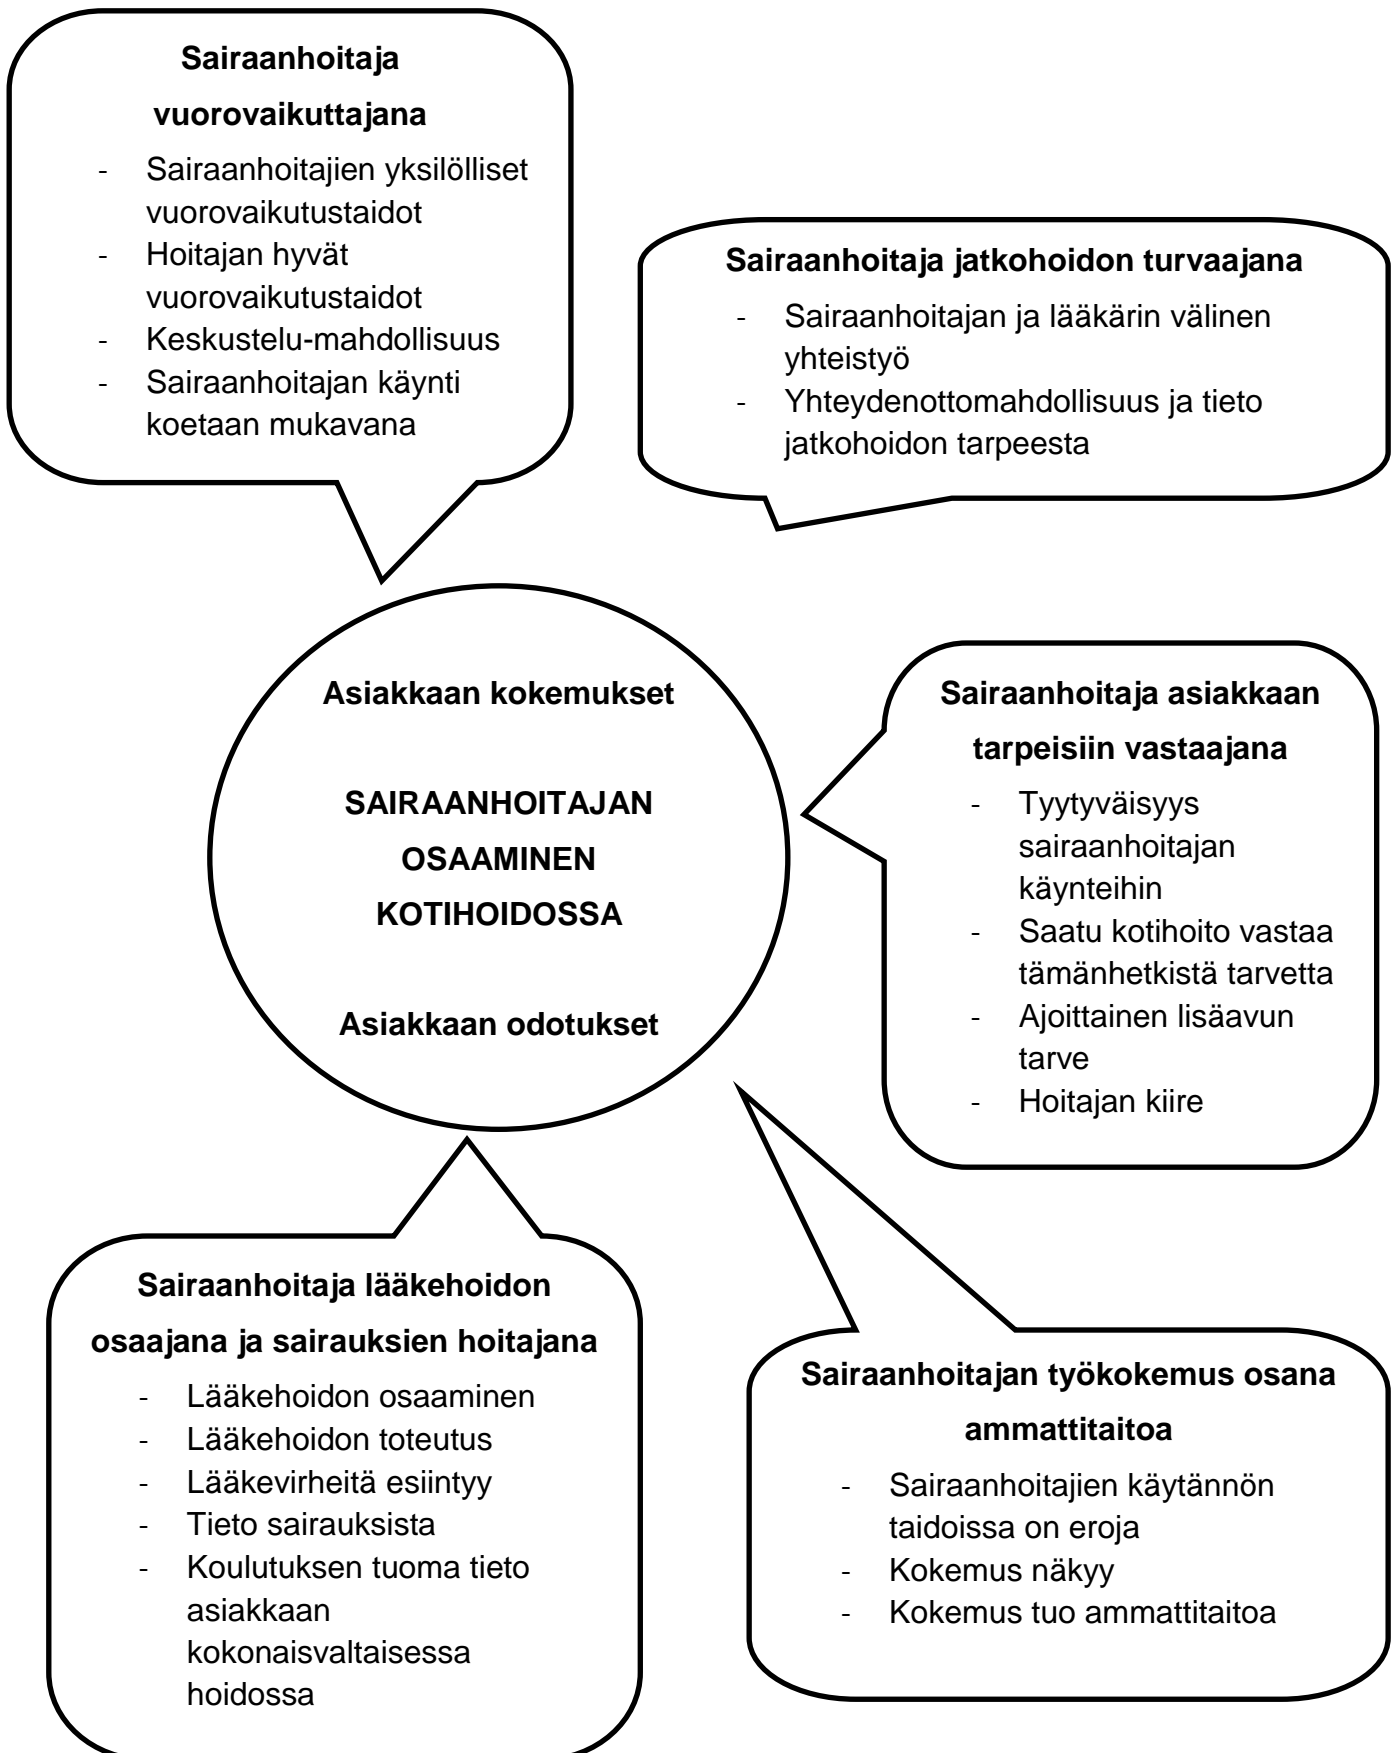 Sairaanhoitaja
vuorovaikuttajana
- Sairaanhoitajien yksilölliset
vuorovaikutustaidot
- Hoitajan hyvät
vuorovaikutustaidot
- Keskustelu-mahdollisuus
- Sairaanhoitajan käynti
koetaan mukavana
Sairaanhoitaja jatkohoidon turvaajana
- Sairaanhoitajan ja lääkärin välinen
yhteistyö
- Yhteydenottomahdollisuus ja tieto
jatkohoidon tarpeesta
Asiakkaan kokemukset
SAIRAANHOITAJAN
OSAAMINEN
KOTIHOIDOSSA
Asiakkaan odotukset
Sairaanhoitaja asiakkaan
tarpeisiin vastaajana
- Tyytyväisyys
sairaanhoitajan
käynteihin
- Saatu kotihoito vastaa
tämänhetkistä tarvetta
- Ajoittainen lisäavun
tarve
- Hoitajan kiire
Sairaanhoitaja lääkehoidon
osaajana ja sairauksien hoitajana
- Lääkehoidon osaaminen
- Lääkehoidon toteutus
- Lääkevirheitä esiintyy
- Tieto sairauksista
- Koulutuksen tuoma tieto
asiakkaan
kokonaisvaltaisessa
hoidossa
Sairaanhoitajan työkokemus osana
ammattitaitoa
- Sairaanhoitajien käytännön
taidoissa on eroja
- Kokemus näkyy
- Kokemus tuo ammattitaitoa